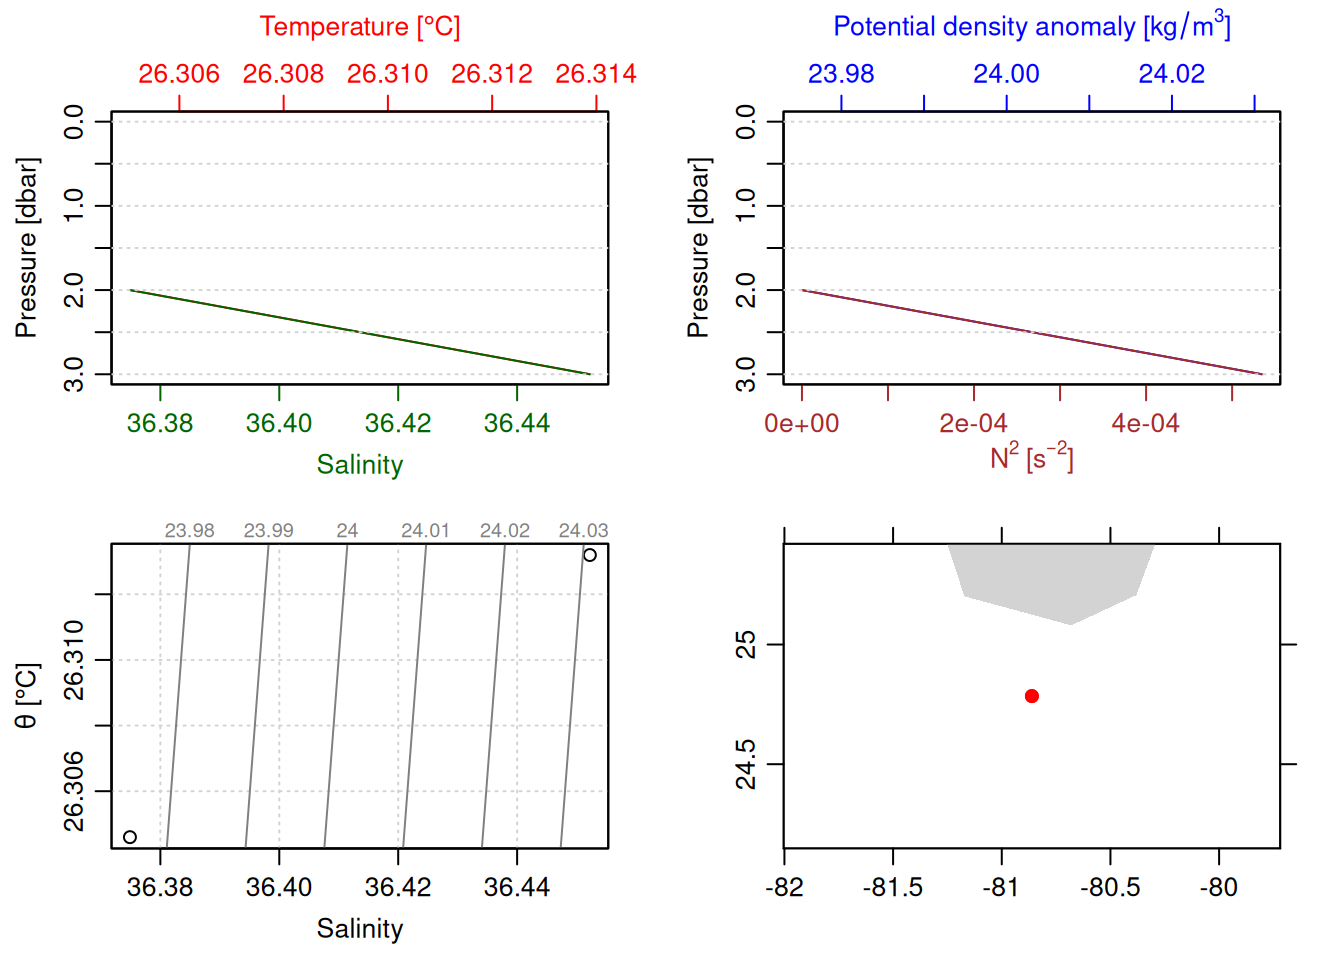 Temperature [°C]
26.306 26.308 26.310 26.312 26.314
Pressure [dbar]
0.0
1.0
2.0
3.0
36.38 36.40 36.42 36.44
Salinity
Potential density anomaly [kg/m³]
23.98 24.00 24.02
Pressure [dbar]
0.0
1.0
2.0
3.0
0e+00 2e-04 4e-04
N² [s⁻²]
23.98 23.99 24 24.01 24.02 24.03
θ [°C]
26.310
26.306
36.38 36.40 36.42 36.44
Salinity
25
24.5
-82 -81.5 -81 -80.5 -80